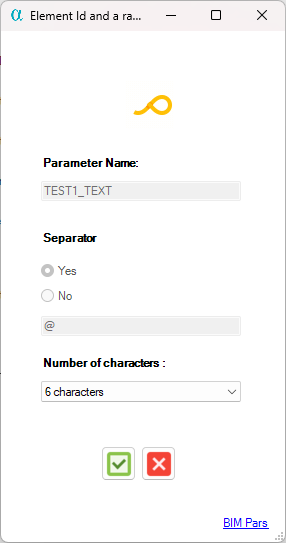 α Element Id and a ra...
Parameter Name:
TEST1_TEXT
Separator
Yes
No
@
Number of characters :
6 characters
BIM Pars